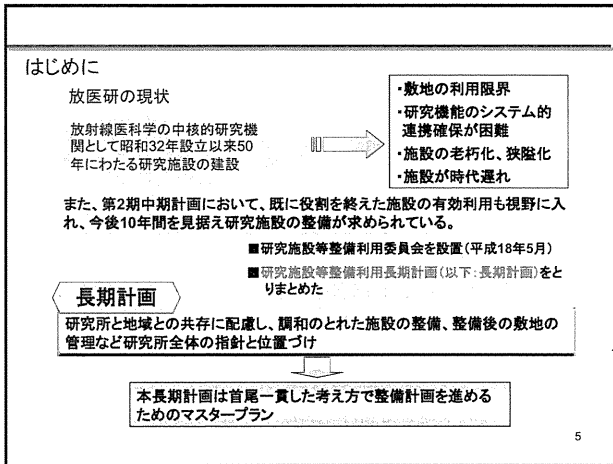 はじめに
放医研の現状
放射線医科学の中核的研究機
関として昭和32年設立以来50
年にわたる研究施設の建設
・敷地の利用限界
・研究機能のシステム的
連携確保が困難
・施設の老朽化、狭隘化
・施設が時代遅れ
また、第2期中期計画において、既に役割を終えた施設の有効利用も視野に入
れ、今後10年間を見据え研究施設の整備が求められている。
■研究施設等整備利用委員会を設置（平成18年5月）
■研究施設等整備利用長期計画（以下：長期計画）をと
りまとめた
長期計画
研究所と地域との共存に配慮し、調和のとれた施設の整備、整備後の敷地の
管理など研究所全体の指針と位置づけ
本長期計画は首尾一貫した考え方で整備計画を進める
ためのマスタープラン
5